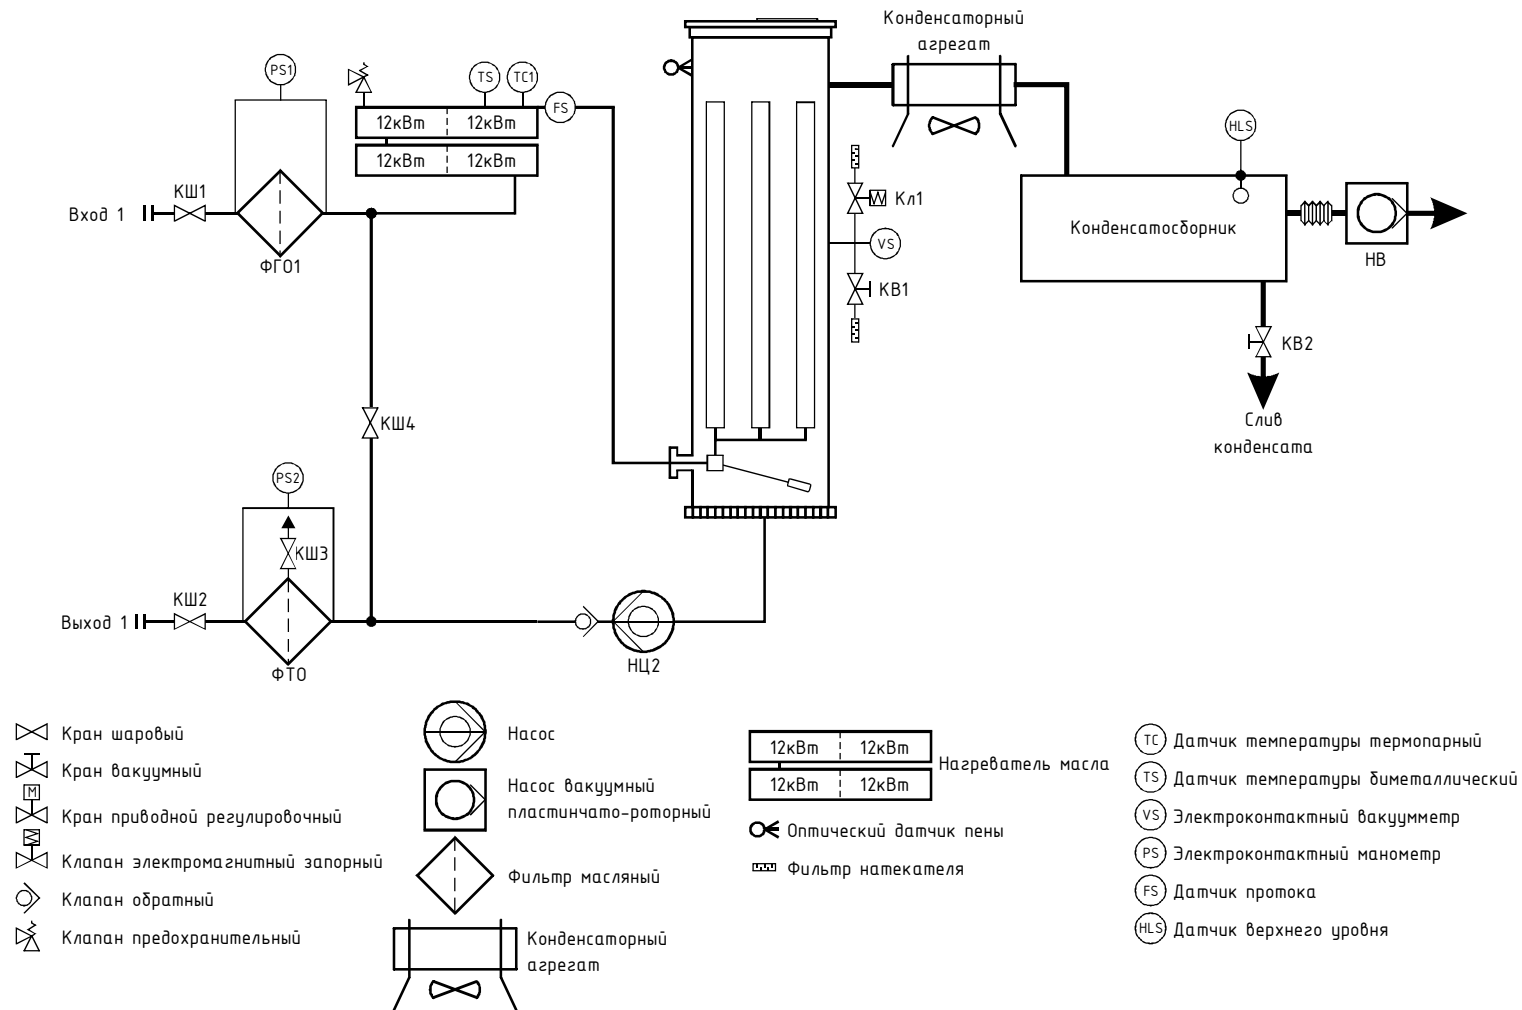 Конденсаторный
агрегат
PS1
TS
TC1
FS
12кВт 12кВт
12кВт 12кВт
HLS
КШ1
Вход 1
ФГО1
Кл1
VS
КВ1
Конденсатосборник
НВ
КВ2
Слив
конденсата
КШ4
PS2
КШ3
КШ2
Выход 1
ФТО
НЦ2
Кран шаровый
Кран вакуумный
M
Кран приводной регулировочный
Клапан электромагнитный запорный
Клапан обратный
Клапан предохранительный
Насос
Насос вакуумный
пластинчато-роторный
Фильтр масляный
Конденсаторный
агрегат
12кВт 12кВт
12кВт 12кВт
Нагреватель масла
Оптический датчик пены
Фильтр натекателя
TC Датчик температуры термопарный
TS Датчик температуры биметаллический
VS Электроконтактный вакуумметр
PS Электроконтактный манометр
FS Датчик протока
HLS Датчик верхнего уровня